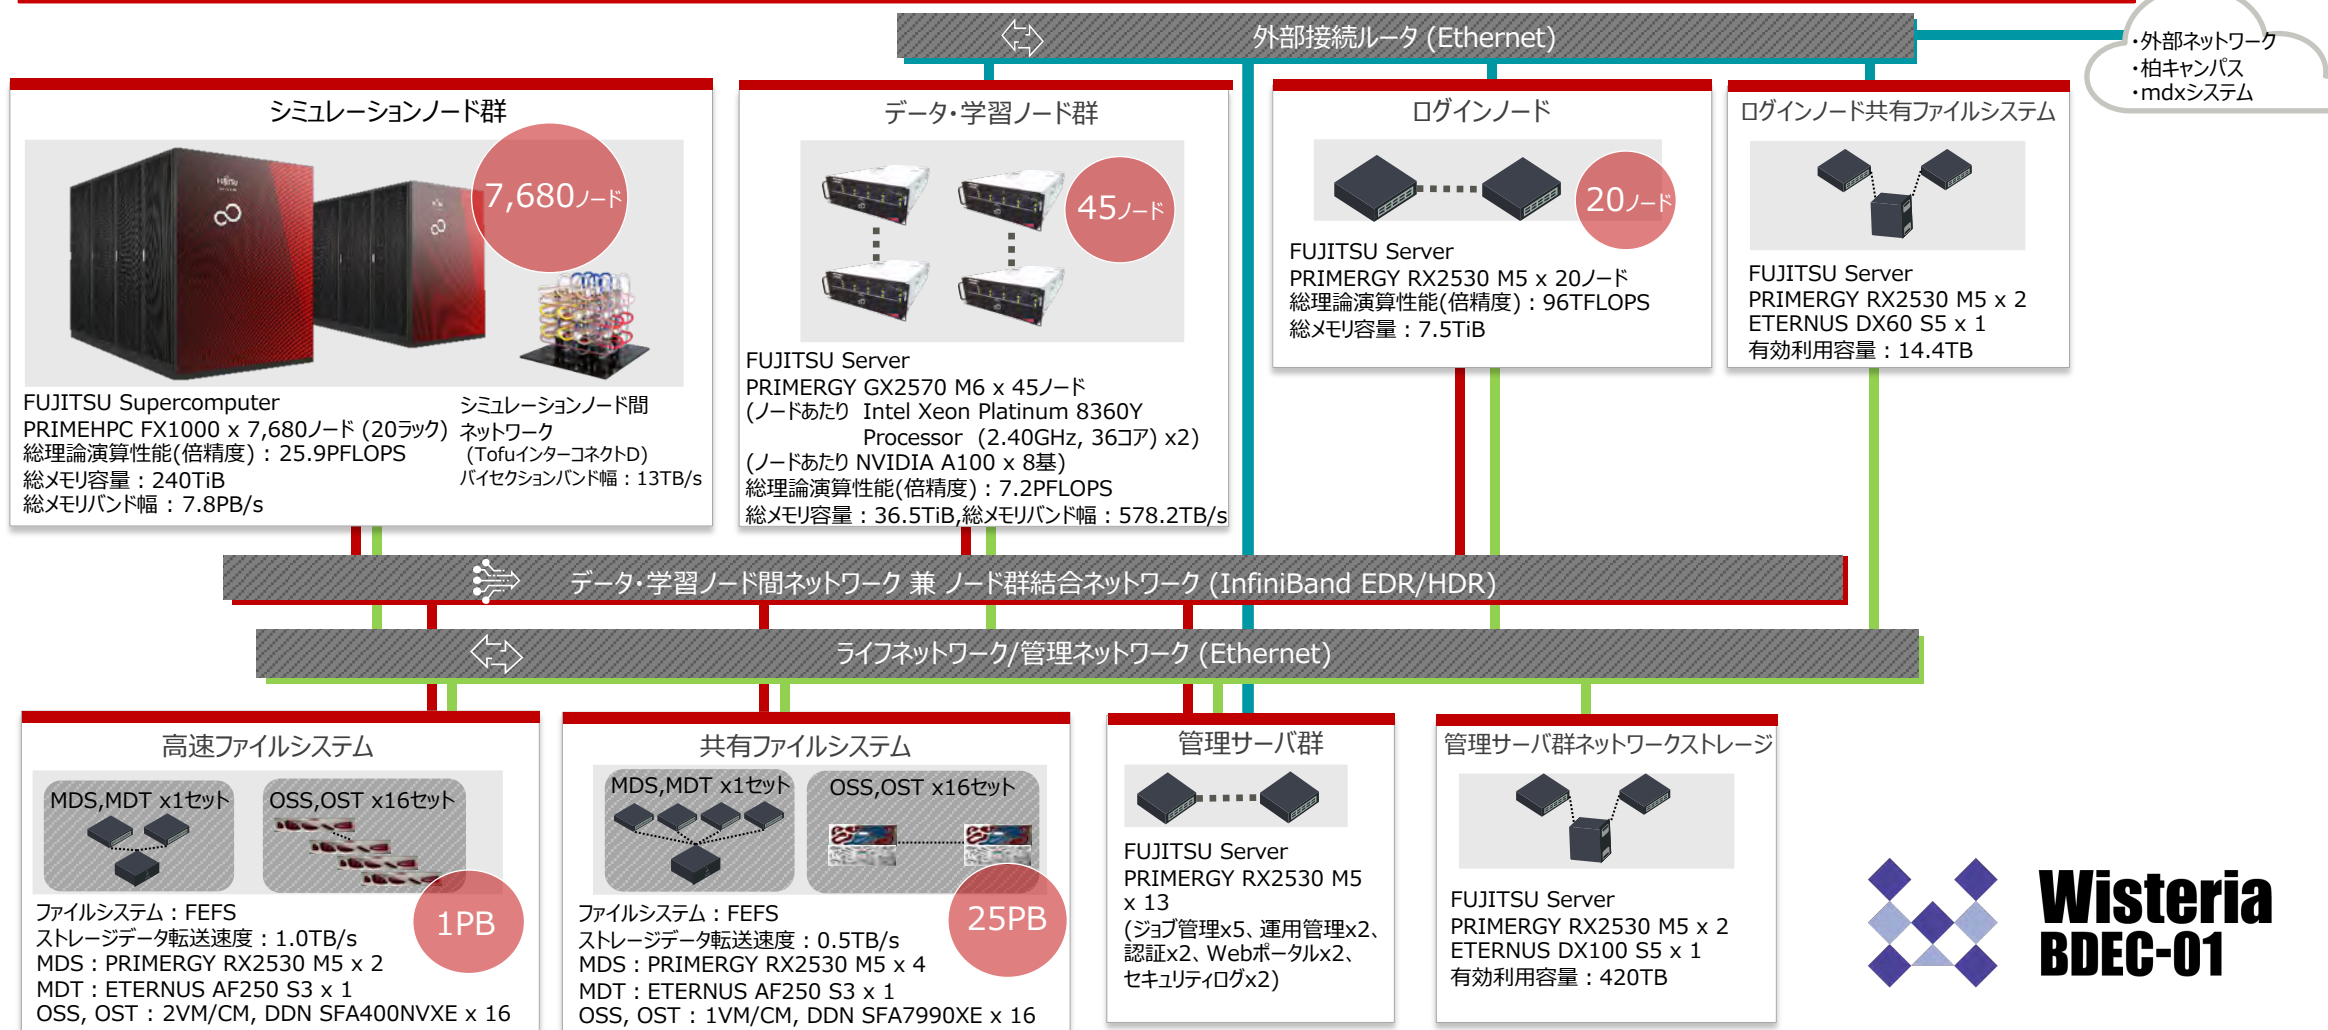 外部接続ルータ (Ethernet)
・外部ネットワーク
・柏キャンパス
・mdxシステム
シミュレーションノード群
7,680ノード
FUJITSU Supercomputer
PRIMEHPC FX1000 x 7,680ノード (20ラック)
総理論演算性能(倍精度) : 25.9PFLOPS
総メモリ容量 : 240TiB
総メモリバンド幅 : 7.8PB/s
シミュレーションノード間
ネットワーク
(TofuインターコネクトD)
バイセクションバンド幅 : 13TB/s
データ・学習ノード群
45ノード
FUJITSU Server
PRIMERGY GX2570 M6 x 45ノード
(ノードあたり Intel Xeon Platinum 8360Y
Processor (2.40GHz, 36コア) x2)
(ノードあたり NVIDIA A100 x 8基)
総理論演算性能(倍精度) : 7.2PFLOPS
総メモリ容量 : 36.5TiB,総メモリバンド幅 : 578.2TB/s
ログインノード
20ノード
FUJITSU Server
PRIMERGY RX2530 M5 x 20ノード
総理論演算性能(倍精度) : 96TFLOPS
総メモリ容量 : 7.5TiB
ログインノード共有ファイルシステム
FUJITSU Server
PRIMERGY RX2530 M5 x 2
ETERNUS DX60 S5 x 1
有効利用容量 : 14.4TB
データ・学習ノード間ネットワーク 兼 ノード群結合ネットワーク (InfiniBand EDR/HDR)
ライフネットワーク/管理ネットワーク (Ethernet)
高速ファイルシステム
MDS,MDT x1セット
OSS,OST x16セット
1PB
ファイルシステム : FEFS
ストレージデータ転送速度 : 1.0TB/s
MDS : PRIMERGY RX2530 M5 x 2
MDT : ETERNUS AF250 S3 x 1
OSS, OST : 2VM/CM, DDN SFA400NVXE x 16
共有ファイルシステム
MDS,MDT x1セット
OSS,OST x16セット
25PB
ファイルシステム : FEFS
ストレージデータ転送速度 : 0.5TB/s
MDS : PRIMERGY RX2530 M5 x 4
MDT : ETERNUS AF250 S3 x 1
OSS, OST : 1VM/CM, DDN SFA7990XE x 16
管理サーバ群
FUJITSU Server
PRIMERGY RX2530 M5
x 13
(ジョブ管理x5、運用管理x2、
認証x2、Webポータルx2、
セキュリティログx2)
管理サーバ群ネットワークストレージ
FUJITSU Server
PRIMERGY RX2530 M5 x 2
ETERNUS DX100 S5 x 1
有効利用容量 : 420TB
Wisteria
BDEC-01